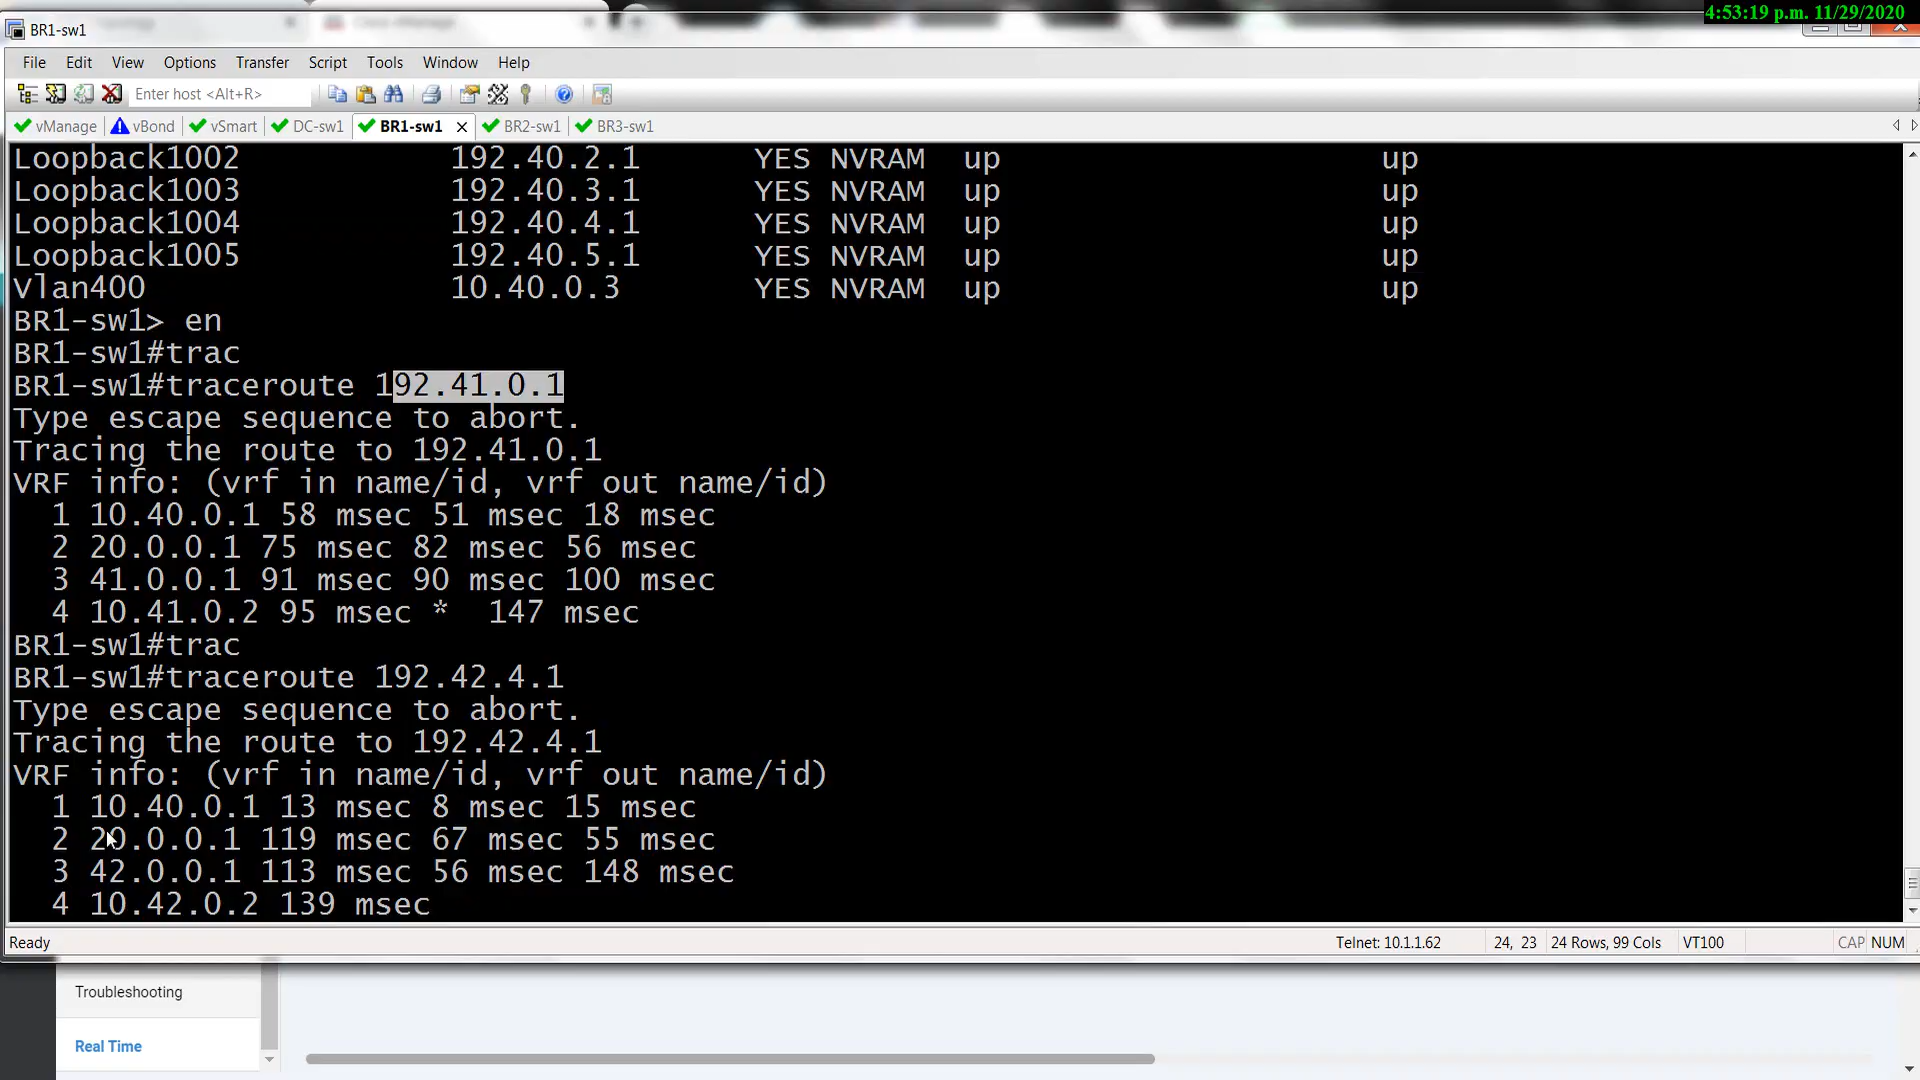 4:53:19 p.m. 11/29/2020
BR1-sw1
File Edit View Options Transfer Script Tools Window Help
Enter host <Alt+R>
vManage vBond vSmart DC-sw1 BR1-sw1 BR2-sw1 BR3-sw1
Loopback1002 192.40.2.1 YES NVRAM up up
Loopback1003 192.40.3.1 YES NVRAM up up
Loopback1004 192.40.4.1 YES NVRAM up up
Loopback1005 192.40.5.1 YES NVRAM up up
Vlan400 10.40.0.3 YES NVRAM up up
BR1-sw1> en
BR1-sw1#trac
BR1-sw1#traceroute 192.41.0.1
Type escape sequence to abort.
Tracing the route to 192.41.0.1
VRF info: (vrf in name/id, vrf out name/id)
1 10.40.0.1 58 msec 51 msec 18 msec
2 20.0.0.1 75 msec 82 msec 56 msec
3 41.0.0.1 91 msec 90 msec 100 msec
4 10.41.0.2 95 msec * 147 msec
BR1-sw1#trac
BR1-sw1#traceroute 192.42.4.1
Type escape sequence to abort.
Tracing the route to 192.42.4.1
VRF info: (vrf in name/id, vrf out name/id)
1 10.40.0.1 13 msec 8 msec 15 msec
2 20.0.0.1 119 msec 67 msec 55 msec
3 42.0.0.1 113 msec 56 msec 148 msec
4 10.42.0.2 139 msec
Ready Telnet: 10.1.1.62 24, 23 24 Rows, 99 Cols VT100 CAP NUM
Troubleshooting
Real Time